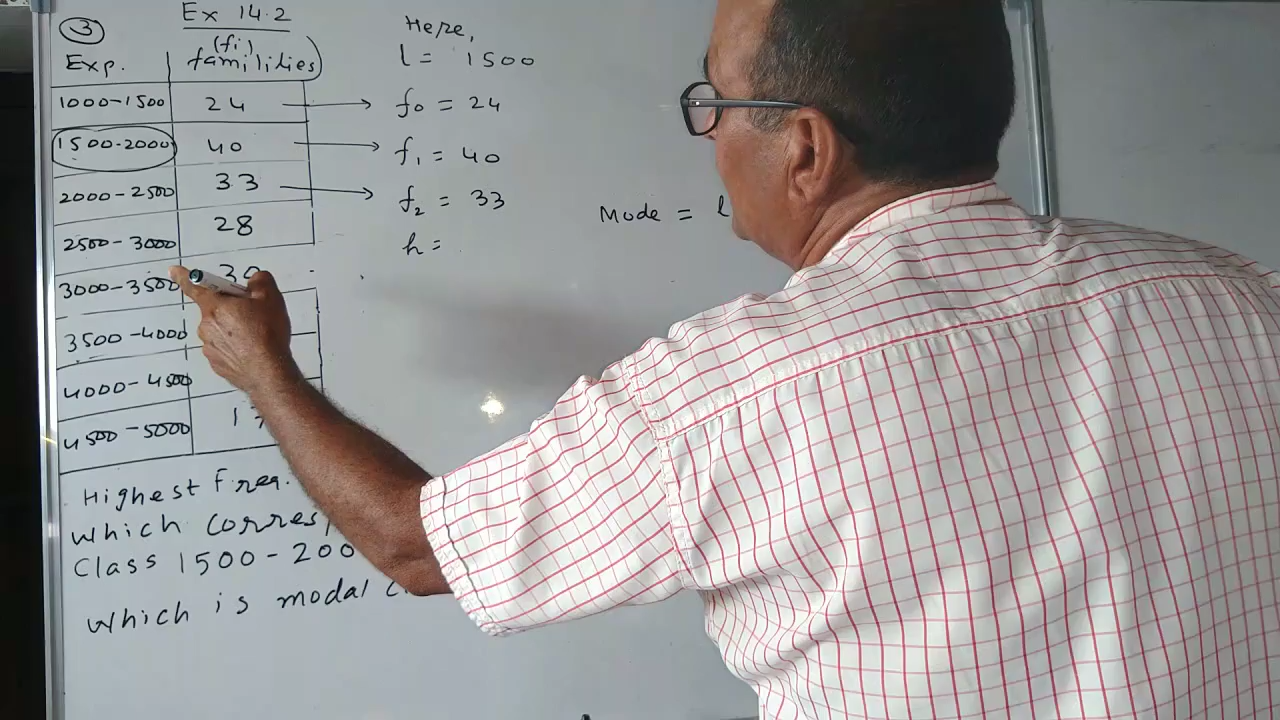 ③ Ex 14.2
Exp. (fi) familities)
1000-1500 24
1500-2000 40
2000-2500 33
2500-3000 28
3000-3500 30
3500-4000
4000-4500
4500-5000
Highest Freq.
Which
Class 1500-200
Which is modal
Here,
l = 1500
f0 = 24
f1 = 40
f2 = 33
h =
Mode = l